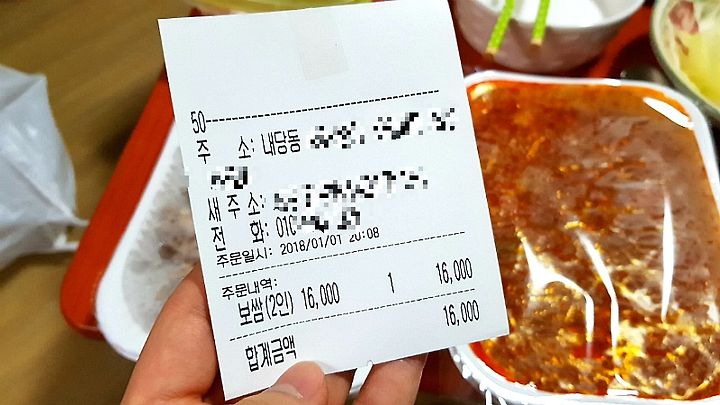 50
주 소: 내당동
새주소:
전 화: 010
주문일시: 2018/01/01 20:08
주문내역:
보쌈(2인) 16,000 1 16,000
16,000
합계금액